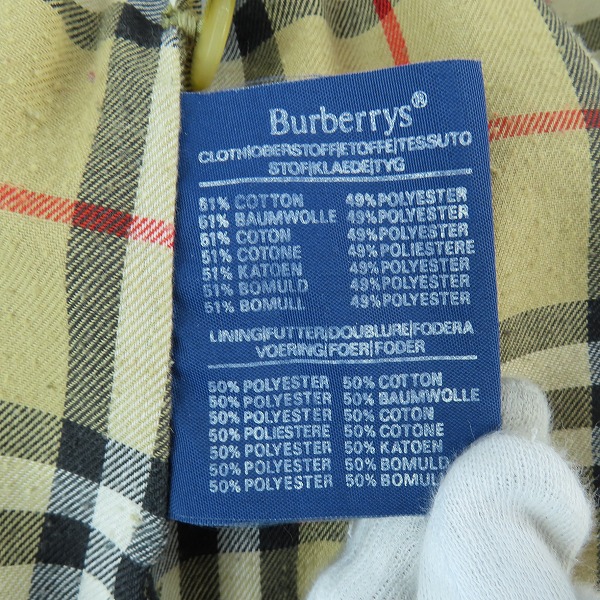 Burberrys®
CLOTH|OBERSTOFF|ETOFFE|TESSUTO
STOF|KLAEDE|TYG
51% COTTON 49% POLYESTER
51% BAUMWOLLE 49% POLYESTER
51% COTON 49% POLYESTER
51% COTONE 49% POLIESTERE
51% KATOEN 49% POLYESTER
51% BOMULD 49% POLYESTER
51% BOMULL 49% POLYESTER
LINING|FUTTER|DOUBLURE|FODERA
VOERING|FOER|FODER
50% POLYESTER 50% COTTON
50% POLYESTER 50% BAUMWOLLE
50% POLYESTER 50% COTON
50% POLIESTERE 50% COTONE
50% POLYESTER 50% KATOEN
50% POLYESTER 50% BOMULD
50% POLYESTER 50% BOMULL